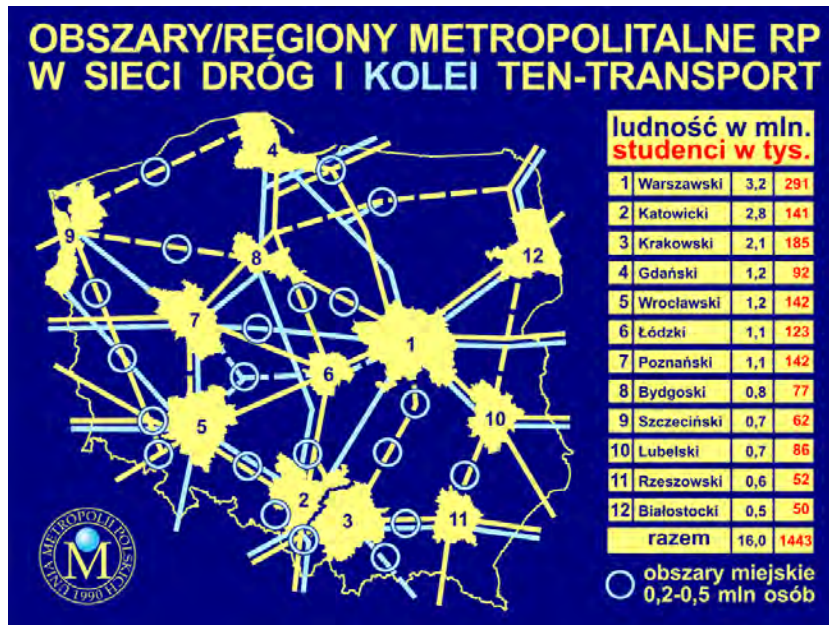 OBSZARY/REGIONY METROPOLITALNE RP
W SIECI DRÓG I KOLEI TEN-TRANSPORT
ludność w mln.
studenci w tys.
1 Warszawski 3,2 291
2 Katowicki 2,8 141
3 Krakowski 2,1 185
4 Gdański 1,2 92
5 Wrocławski 1,2 142
6 Łódzki 1,1 123
7 Poznański 1,1 142
8 Bydgoski 0,8 77
9 Szczeciński 0,7 62
10 Lubelski 0,7 86
11 Rzeszowski 0,6 52
12 Białostocki 0,5 50
razem 16,0 1443
obszary miejskie
0,2-0,5 mln osób
4
9
12
8
7
1
6
5
10
2
3
11
UNIA METROPOLII POLSKICH
M
1990